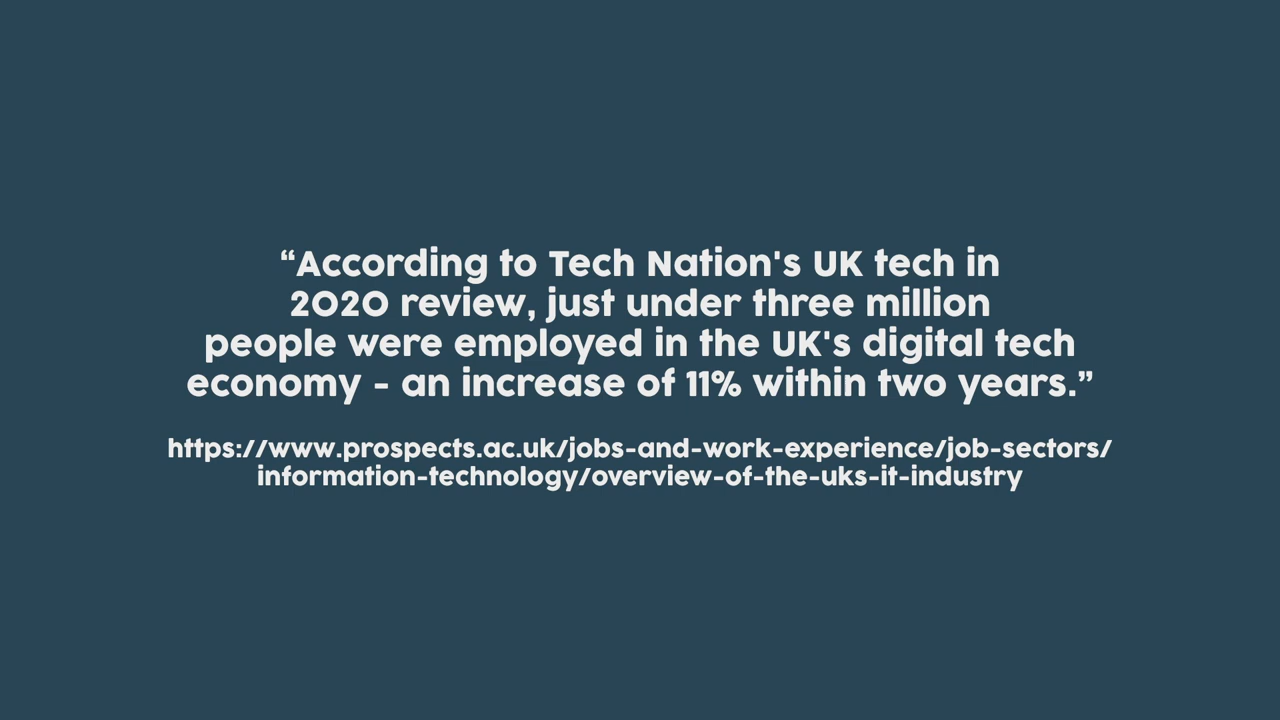 “According to Tech Nation's UK tech in
2020 review, just under three million
people were employed in the UK's digital tech
economy - an increase of 11% within two years.”
https://www.prospects.ac.uk/jobs-and-work-experience/job-sectors/
information-technology/overview-of-the-uks-it-industry